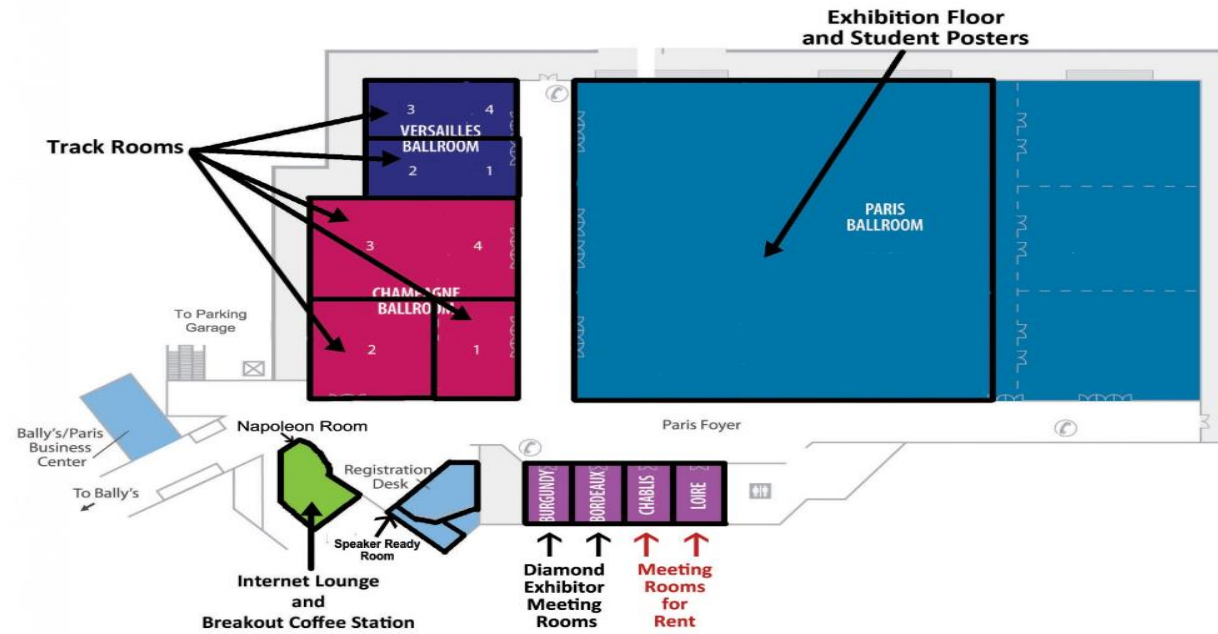 Exhibition Floor
and Student Posters
Track Rooms
3 4
VERSAILLES
BALLROOM
2 1
3 4
CHAMPAGNE
BALLROOM
2 1
PARIS
BALLROOM
To Parking
Garage
Paris Foyer
Bally's/Paris
Business
Center
To Bally's
Napoleon Room
Registration
Desk
Speaker Ready
Room
BURGUNDY
BORDEAUX
CHABLIS
LOIRE
Internet Lounge
and
Breakout Coffee Station
Diamond
Exhibitor
Meeting
Rooms
Meeting
Rooms
for
Rent